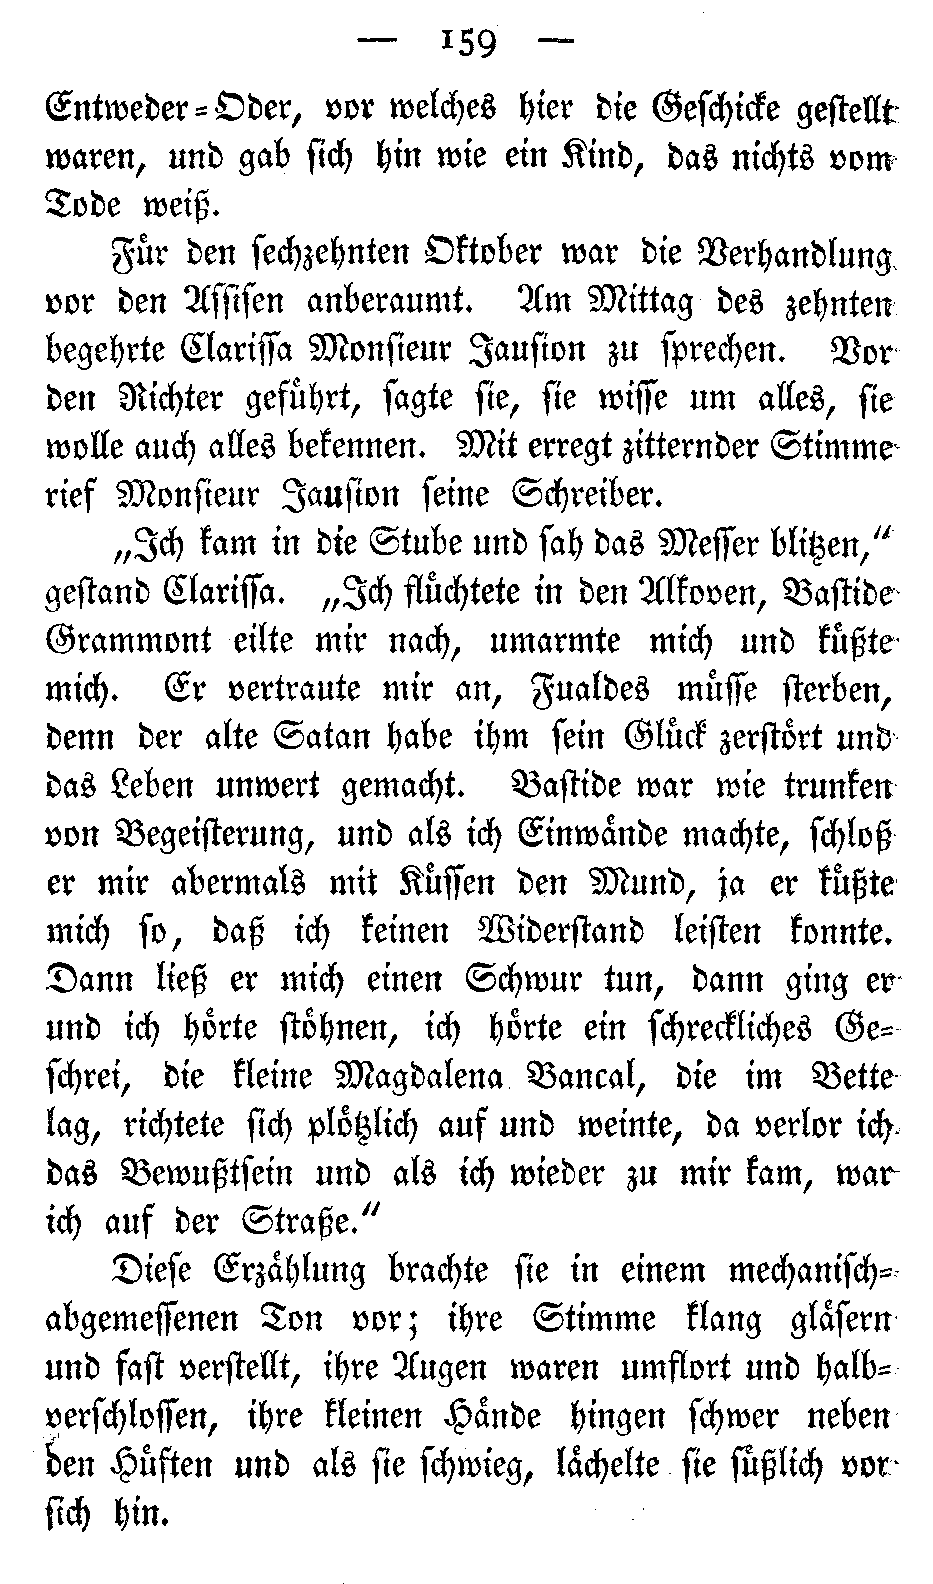 — 159 —
Entweder=Oder, vor welches hier die Geschicke gestellt
waren, und gab sich hin wie ein Kind, das nichts vom
Tode weiß.
Für den sechzehnten Oktober war die Verhandlung
vor den Assisen anberaumt. Am Mittag des zehnten
begehrte Clarissa Monsieur Jausion zu sprechen. Vor
den Richter geführt, sagte sie, sie wisse um alles, sie
wolle auch alles bekennen. Mit erregt zitternder Stimme
rief Monsieur Jausion seine Schreiber.
„Ich kam in die Stube und sah das Messer blitzen,“
gestand Clarissa. „Ich flüchtete in den Alkoven, Bastide
Grammont eilte mir nach, umarmte mich und küßte
mich. Er vertraute mir an, Fualdes müsse sterben,
denn der alte Satan habe ihm sein Glück zerstört und
das Leben unwert gemacht. Bastide war wie trunken
von Begeisterung, und als ich Einwände machte, schloß
er mir abermals mit Küssen den Mund, ja er küßte
mich so, daß ich keinen Widerstand leisten konnte.
Dann ließ er mich einen Schwur tun, dann ging er
und ich hörte stöhnen, ich hörte ein schreckliches Ge=
schrei, die kleine Magdalena Bancal, die im Bette
lag, richtete sich plötzlich auf und weinte, da verlor ich
das Bewußtsein und als ich wieder zu mir kam, war
ich auf der Straße.“
Diese Erzählung brachte sie in einem mechanisch=
abgemessenen Ton vor; ihre Stimme klang gläsern
und fast verstellt, ihre Augen waren umflort und halb=
verschlossen, ihre kleinen Hände hingen schwer neben
den Hüften und als sie schwieg, lächelte sie süßlich vor
sich hin.